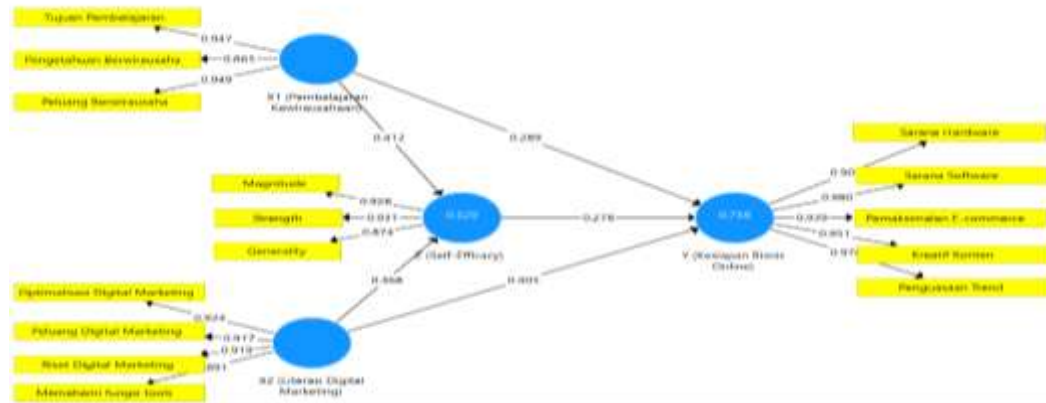 Tujuan Pembelajaran
0.947
Pengetahuan Berwirausaha
0.865
0.949
Peluang Berwirausaha
X1 (Pembelajaran
Kewirausahaan)
0.412
0.289
Sarana Hardware
Sarana Software
Pemaksimalan E-commerce
Kreatif Konten
Penguasaan Trend
0.90
0.880
0.939
Magnitude
0.928
Strength
0.931
0.874
Generality
(Self-Efficacy)
0.276
Y (Kesiapan Bisnis
Online)
Optimalisasi Digital Marketing
0.924
Peluang Digital Marketing
0.917
0.919
Riset Digital Marketing
Memahami fungsi tools
X2 (Literasi Digital
Marketing)